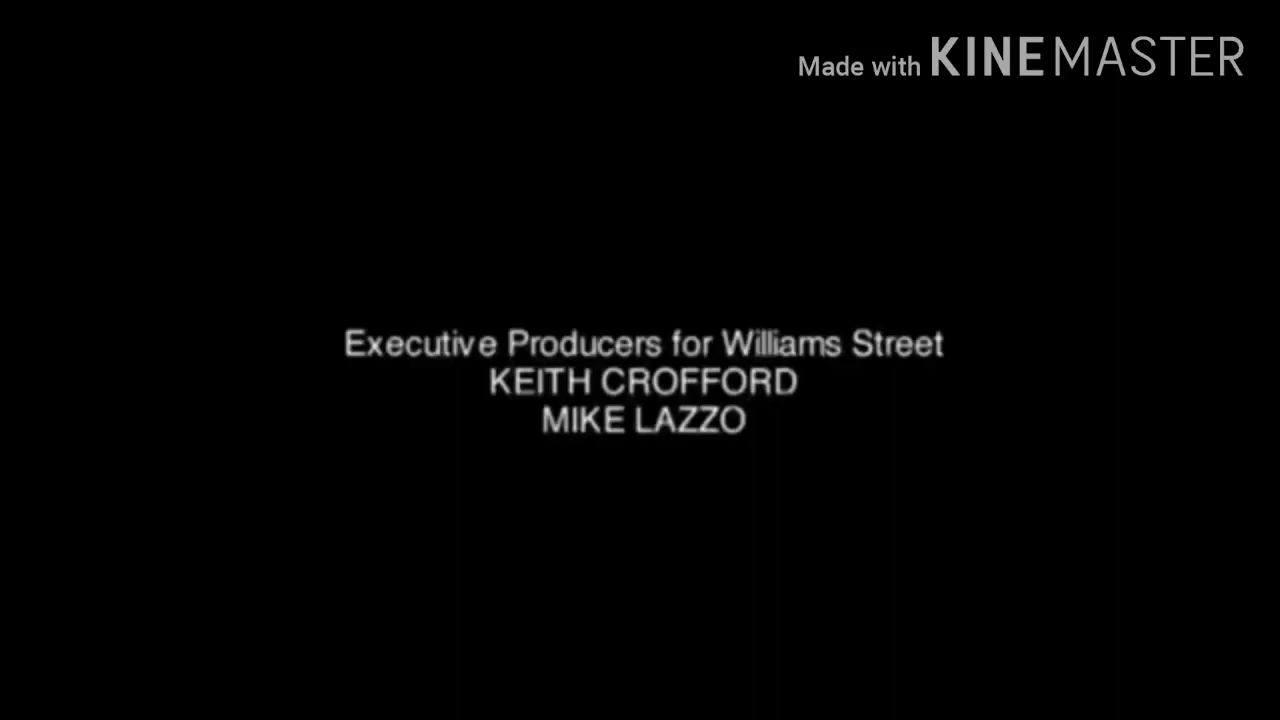 Made with KINEMASTER
Executive Producers for Williams Street
KEITH CROFFORD
MIKE LAZZO